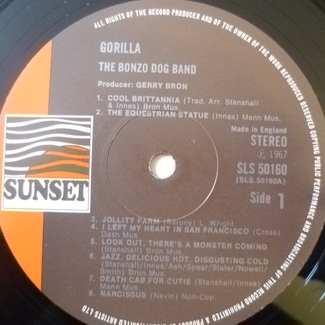 ALL RIGHTS OF THE RECORD PRODUCER AND OF THE OWNER OF THE WORK REPRODUCED RESERVED COPYING PUBLIC PERFORMANCE AND BROADCASTING OF THIS RECORD PROHIBITED
GORILLA
THE BONZO DOG BAND
Producer: GERRY BRON
1. COOL BRITTANNIA (Trad. Arr. Stanshall
& Innes) Bron Mus.
2. THE EQUESTRIAN STATUE (Innes) Mann Mus.
Made in England
STEREO
℗ 1967
SLS 50160
(SLS.50160A)
Side 1
SUNSET
3. JOLLITY FARM (Sarony) L. Wright
4. I LEFT MY HEART IN SAN FRANCISCO (Cross)
Dash Mus.
5. LOOK OUT, THERE'S A MONSTER COMING
(Stanshall) Bron Mus.
6. JAZZ, DELICIOUS HOT, DISGUSTING COLD
(Stanshall/Innes/Ash/Spear/Slater/Nowell/
Smith) Bron Mus.
7. DEATH CAB FOR CUTIE (Stanshall/Innes)
Mann Mus.
8. NARCISSUS (Nevin) Non-Cop.
ARTISTS LTD